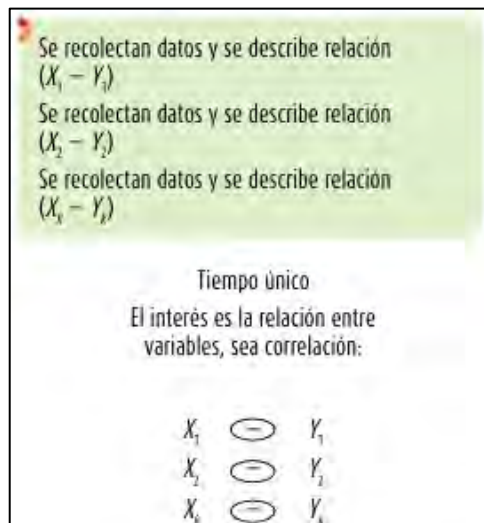 Se recolectan datos y se describe relación
(X₁ – Y₁)
Se recolectan datos y se describe relación
(X₂ – Y₂)
Se recolectan datos y se describe relación
(Xₖ – Yₖ)
Tiempo único
El interés es la relación entre
variables, sea correlación:
X₁ – Y₁
X₂ – Y₂
Xₖ – Yₖ